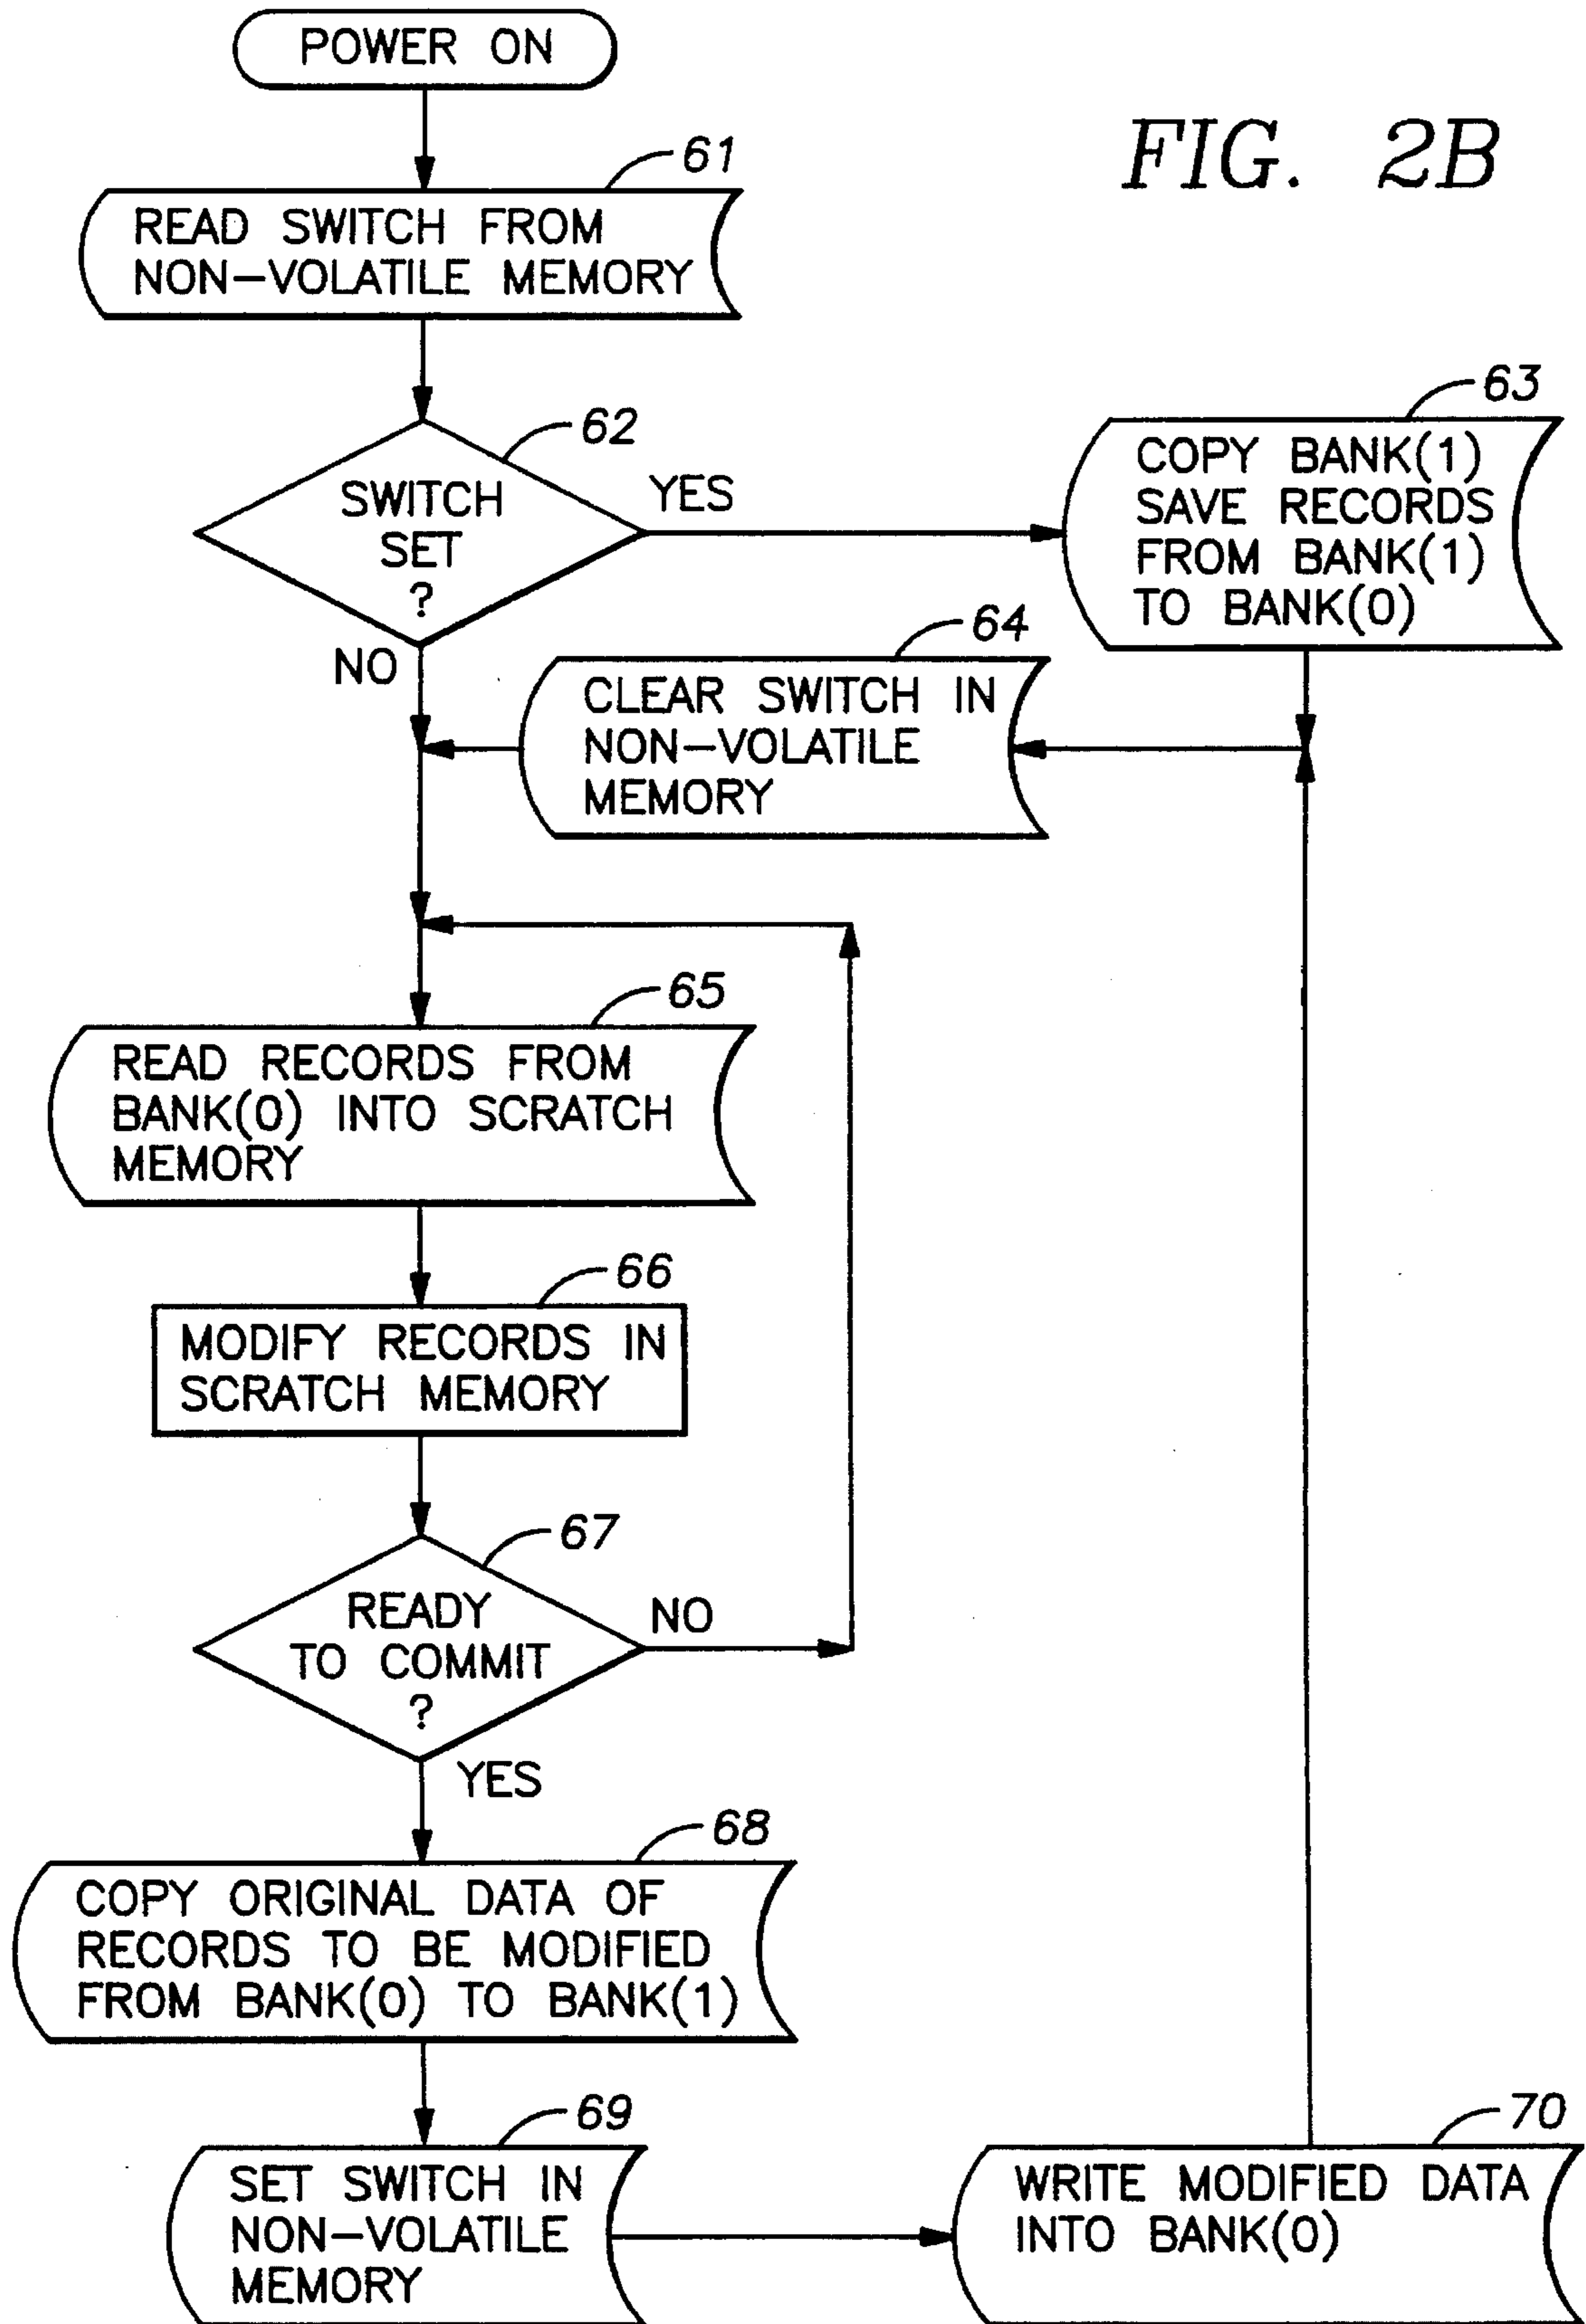 POWER ON
FIG. 2B
61
READ SWITCH FROM
NON-VOLATILE MEMORY
62
SWITCH
SET
?
YES
NO
63
COPY BANK(1)
SAVE RECORDS
FROM BANK(1)
TO BANK(0)
64
CLEAR SWITCH IN
NON-VOLATILE
MEMORY
65
READ RECORDS FROM
BANK(0) INTO SCRATCH
MEMORY
66
MODIFY RECORDS IN
SCRATCH MEMORY
67
READY
TO COMMIT
?
NO
YES
68
COPY ORIGINAL DATA OF
RECORDS TO BE MODIFIED
FROM BANK(0) TO BANK(1)
69
SET SWITCH IN
NON-VOLATILE
MEMORY
70
WRITE MODIFIED DATA
INTO BANK(0)